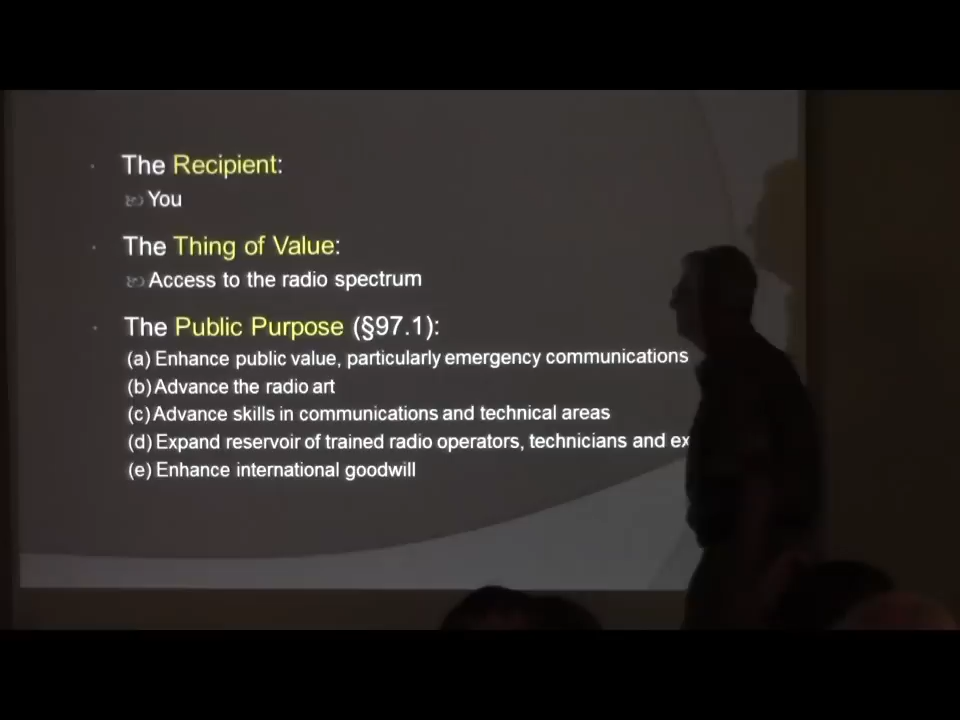 The Recipient:
You
The Thing of Value:
Access to the radio spectrum
The Public Purpose (§97.1):
(a) Enhance public value, particularly emergency communications
(b) Advance the radio art
(c) Advance skills in communications and technical areas
(d) Expand reservoir of trained radio operators, technicians and
(e) Enhance international goodwill